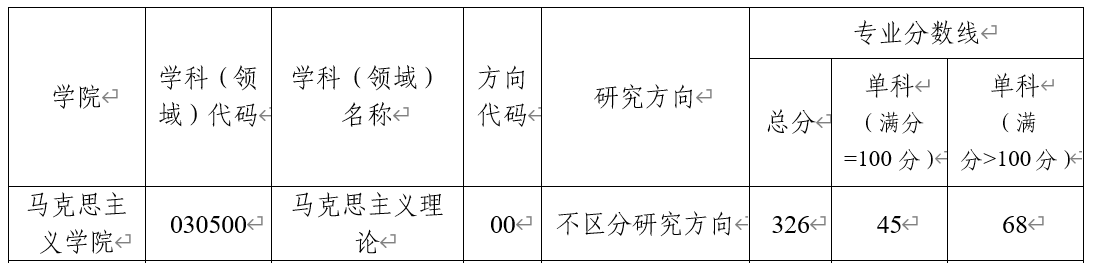 学院
学科（领
域）代码
学科（领域）
名称
方向
代码
研究方向
专业分数线
总分
单科
（满分
=100 分）
单科
（满
分>100 分）
马克思主
义学院
030500
马克思主义理
论
00
不区分研究方向
326
45
68